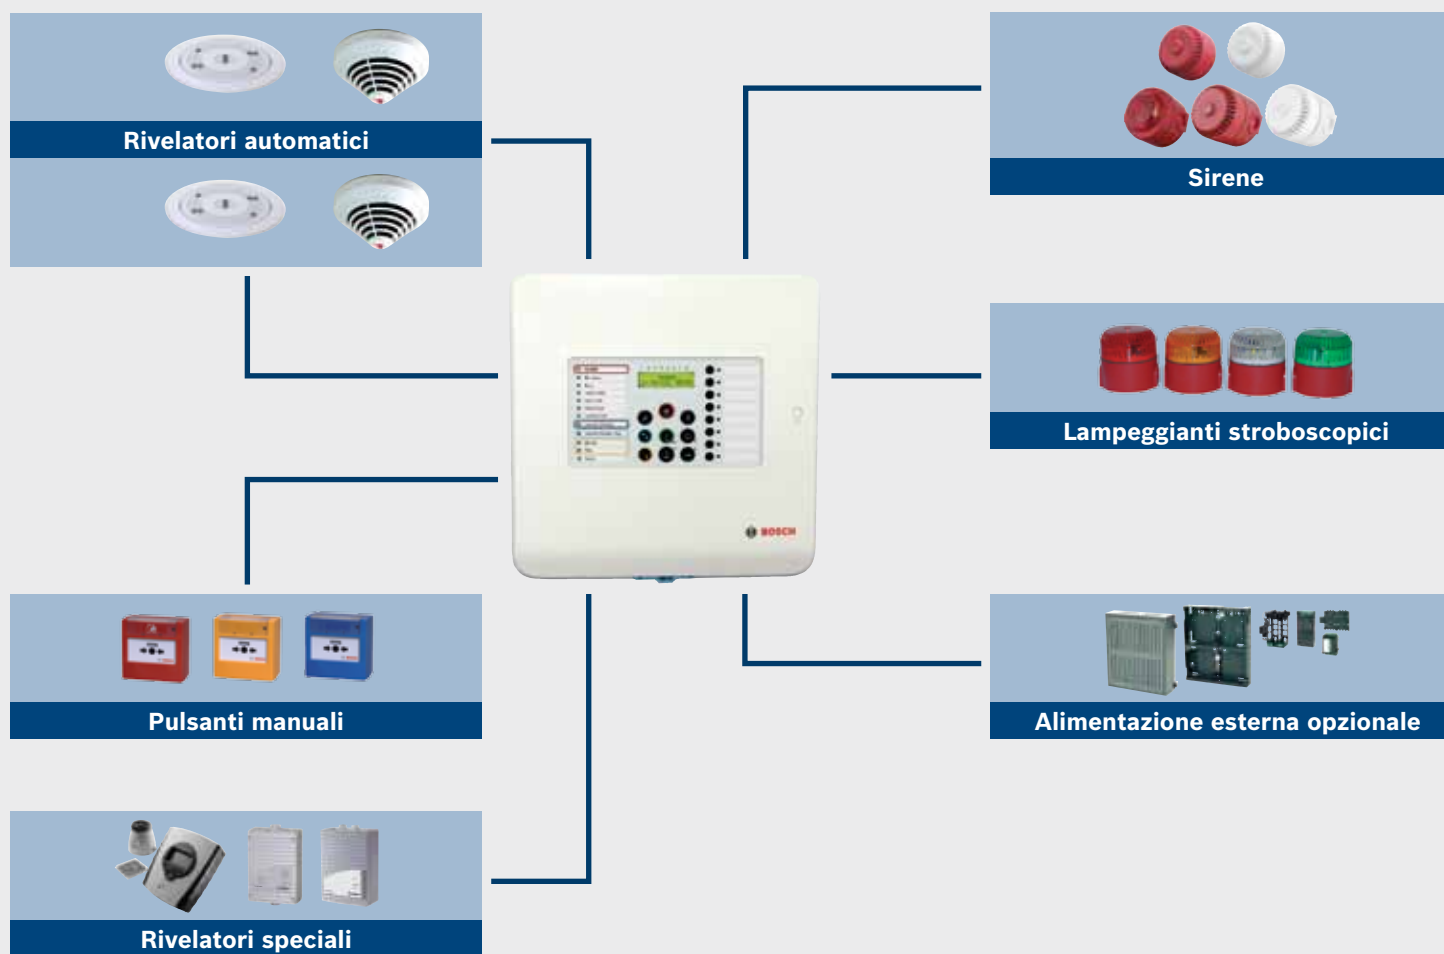 Rivelatori automatici
Sirene
Lampeggianti stroboscopici
BOSCH
Pulsanti manuali
Alimentazione esterna opzionale
Rivelatori speciali